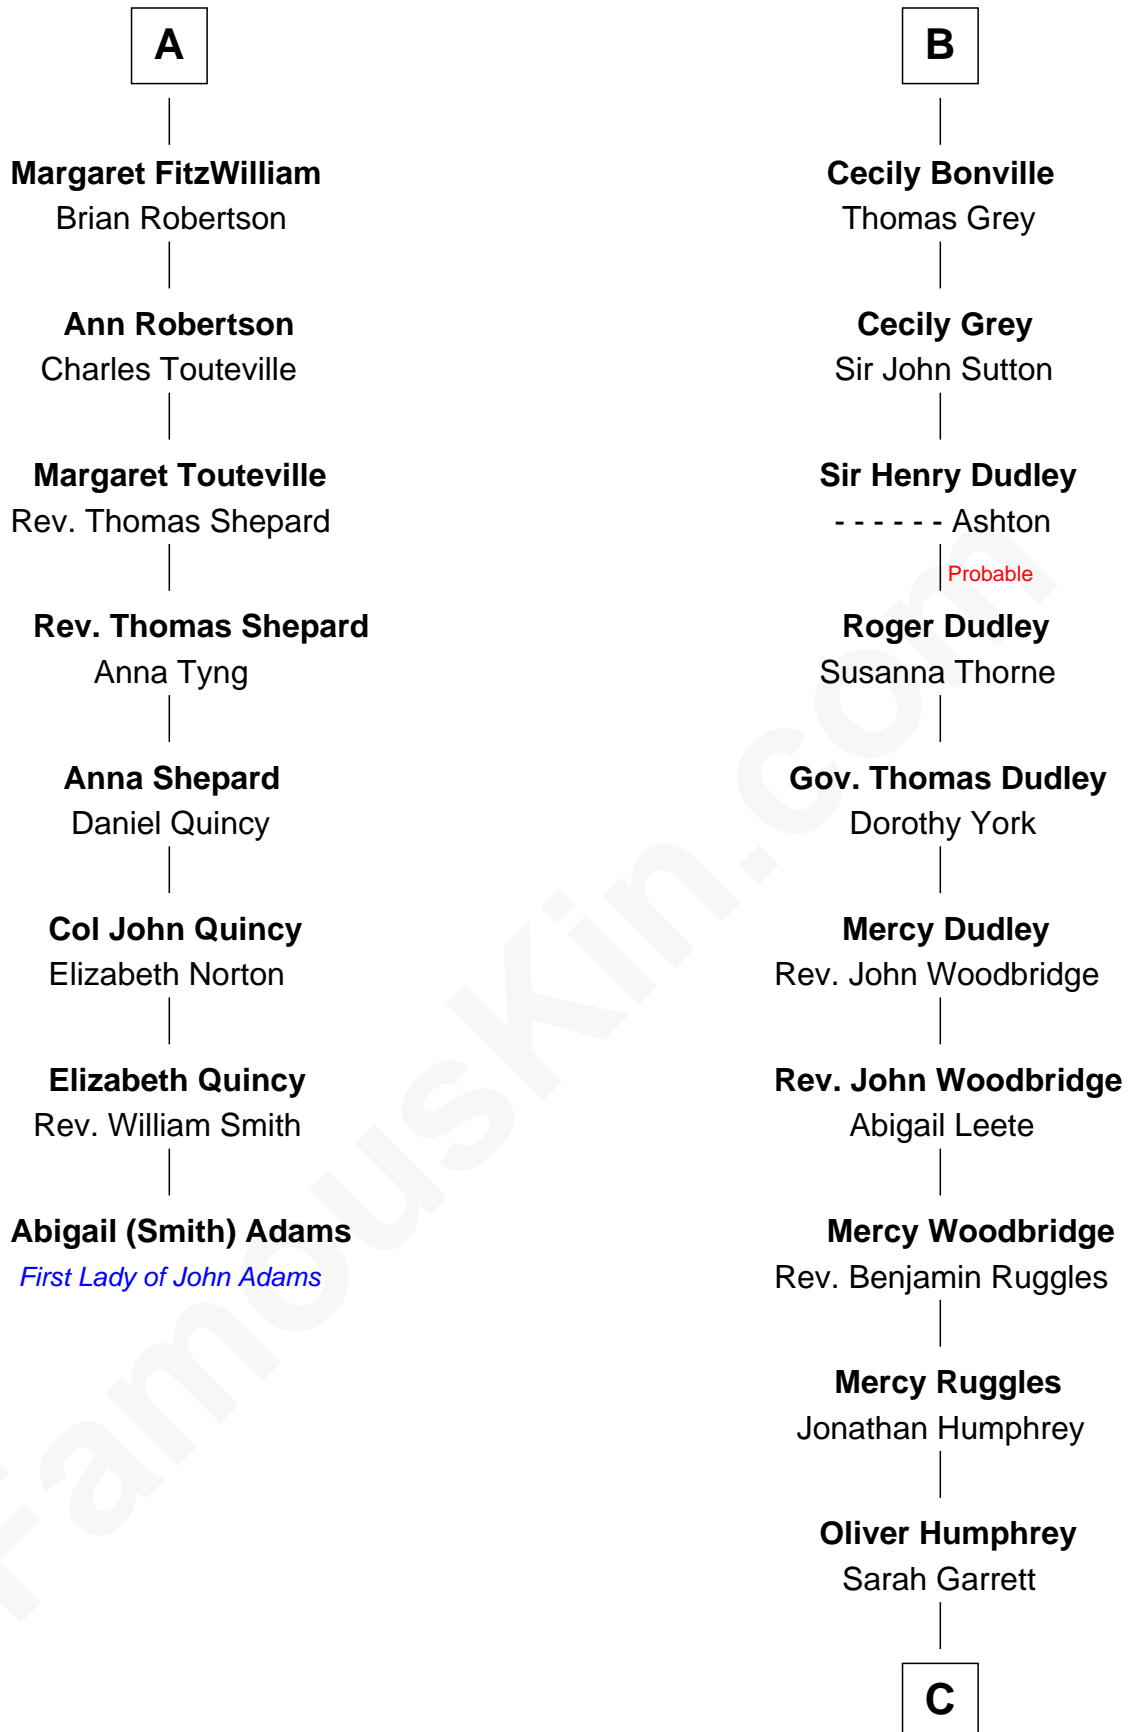 A
Margaret FitzWilliam
Brian Robertson
Ann Robertson
Charles Touteville
Margaret Touteville
Rev. Thomas Shepard
Rev. Thomas Shepard
Anna Tyng
Anna Shepard
Daniel Quincy
Col John Quincy
Elizabeth Norton
Elizabeth Quincy
Rev. William Smith
Abigail (Smith) Adams
First Lady of John Adams
B
Cecily Bonville
Thomas Grey
Cecily Grey
Sir John Sutton
Sir Henry Dudley
- - - - - - Ashton
Probable
Roger Dudley
Susanna Thorne
Gov. Thomas Dudley
Dorothy York
Mercy Dudley
Rev. John Woodbridge
Rev. John Woodbridge
Abigail Leete
Mercy Woodbridge
Rev. Benjamin Ruggles
Mercy Ruggles
Jonathan Humphrey
Oliver Humphrey
Sarah Garrett
C
FamousKin.com